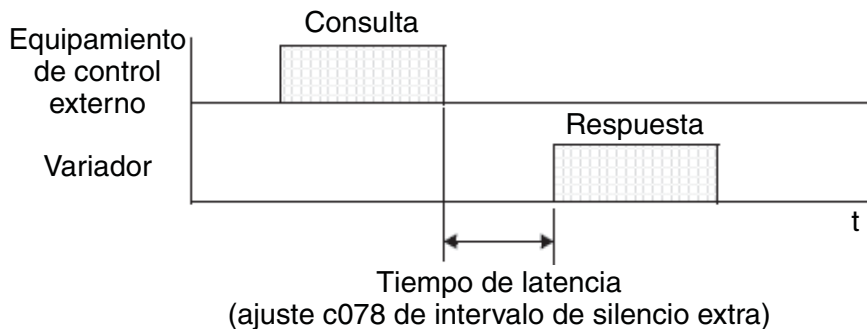 Consulta
Equipamiento
de control
externo
Respuesta
Variador
t
Tiempo de latencia
(ajuste c078 de intervalo de silencio extra)